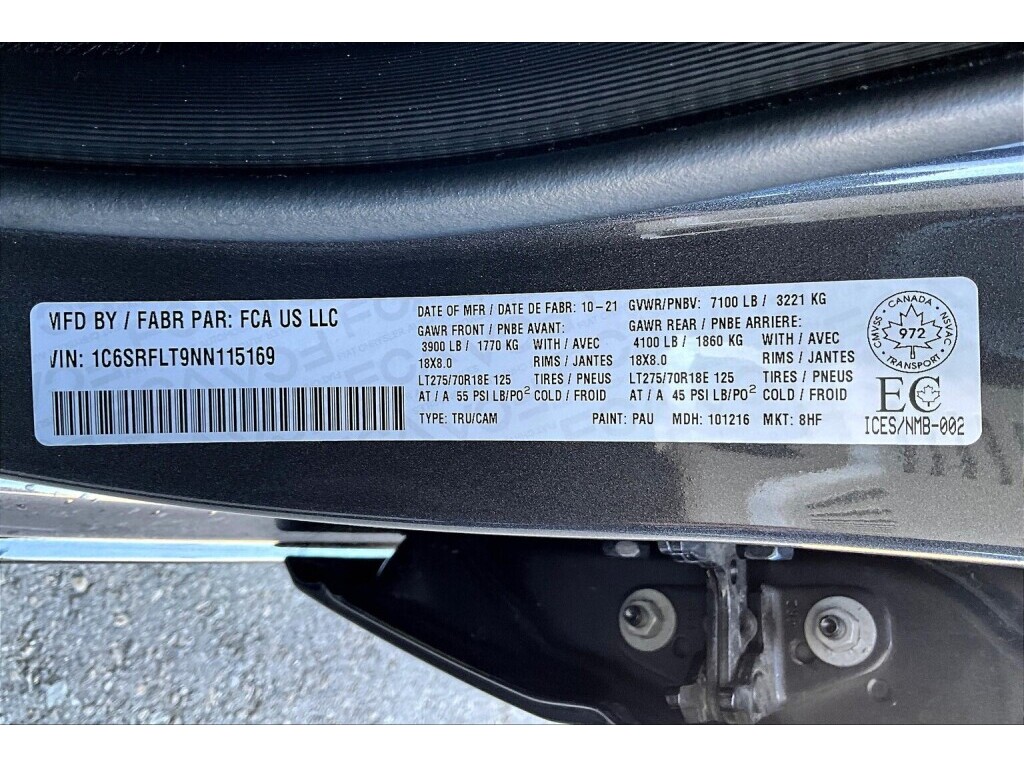 MFD BY / FABR PAR: FCA US LLC
VIN: 1C6SRFLT9NN115169
DATE OF MFR / DATE DE FABR: 10-21
GAWR FRONT / PNBE AVANT:
3900 LB / 1770 KG WITH / AVEC
18X8.0 RIMS / JANTES
LT275/70R18E 125 TIRES / PNEUS
AT / A 55 PSI LB/PO² COLD / FROID
TYPE: TRU/CAM
GVWR/PNBV: 7100 LB / 3221 KG
GAWR REAR / PNBE ARRIERE:
4100 LB / 1860 KG WITH / AVEC
18X8.0 RIMS / JANTES
LT275/70R18E 125 TIRES / PNEUS
AT / A 45 PSI LB/PO² COLD / FROID
PAINT: PAU MDH: 101216 MKT: 8HF
CANADA
CMVSS NSVAC
972
TRANSPORT
EC
ICES/NMB-002